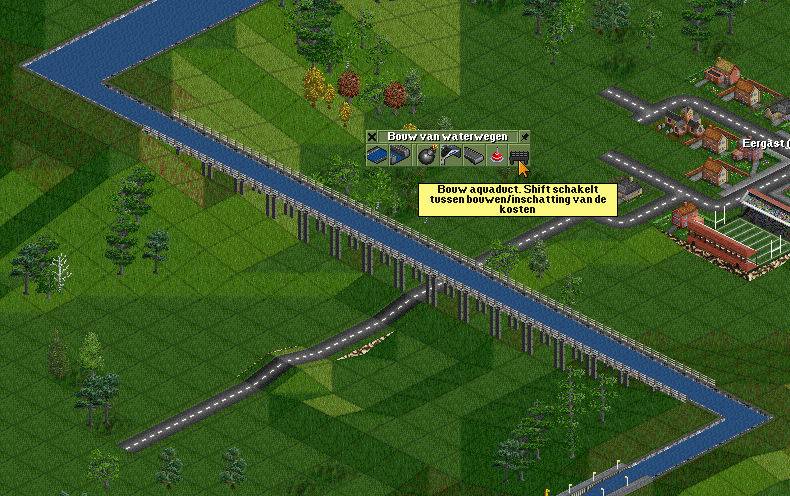 Bouw van waterwegen
Eergast (
Bouw aquaduct. Shift schakelt
tussen bouwen/inschatting van de
kosten